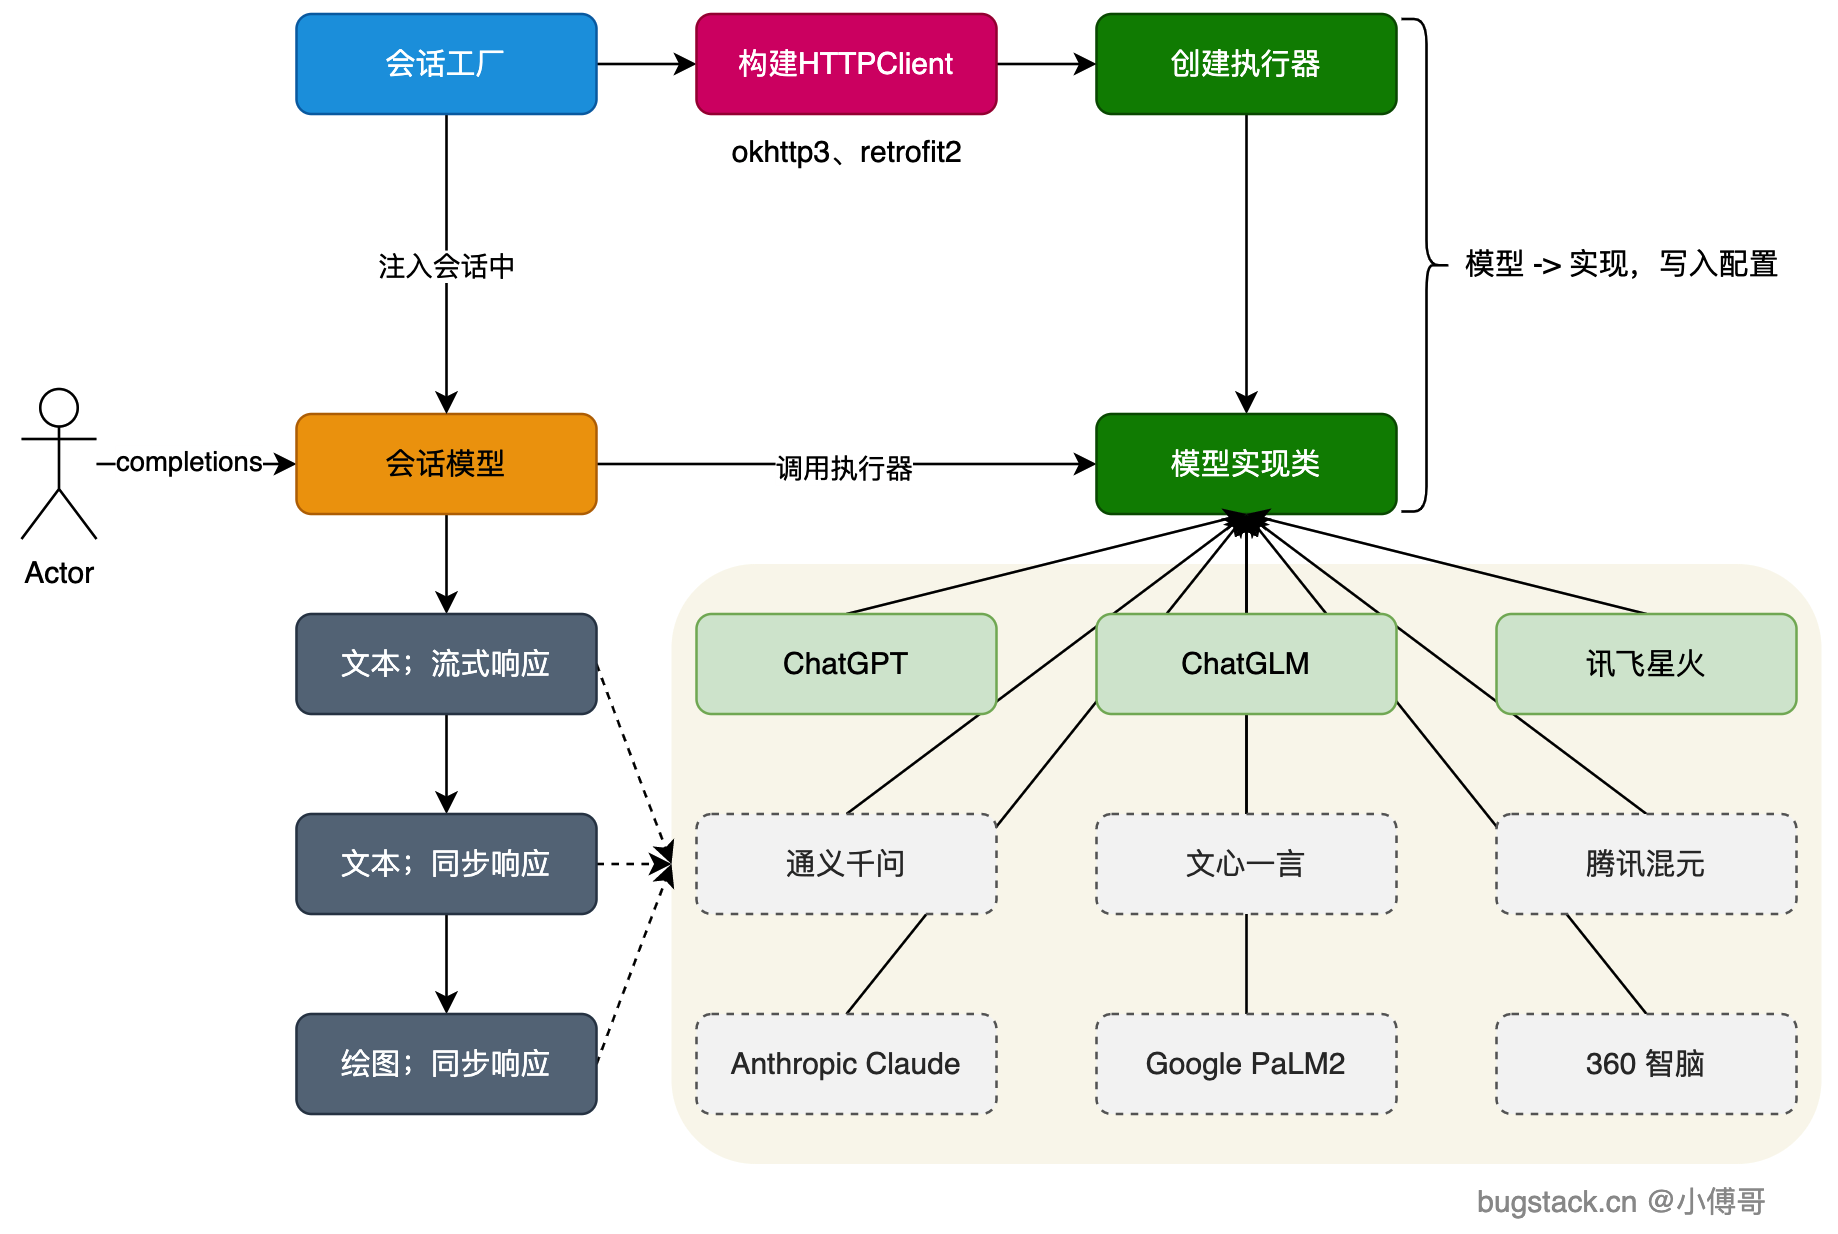 会话工厂
构建HTTPClient
创建执行器
okhttp3、retrofit2
注入会话中
模型 -> 实现，写入配置
completions
会话模型
调用执行器
模型实现类
Actor
文本；流式响应
ChatGPT
ChatGLM
讯飞星火
文本；同步响应
通义千问
文心一言
腾讯混元
绘图；同步响应
Anthropic Claude
Google PaLM2
360 智脑
bugstack.cn @小傅哥